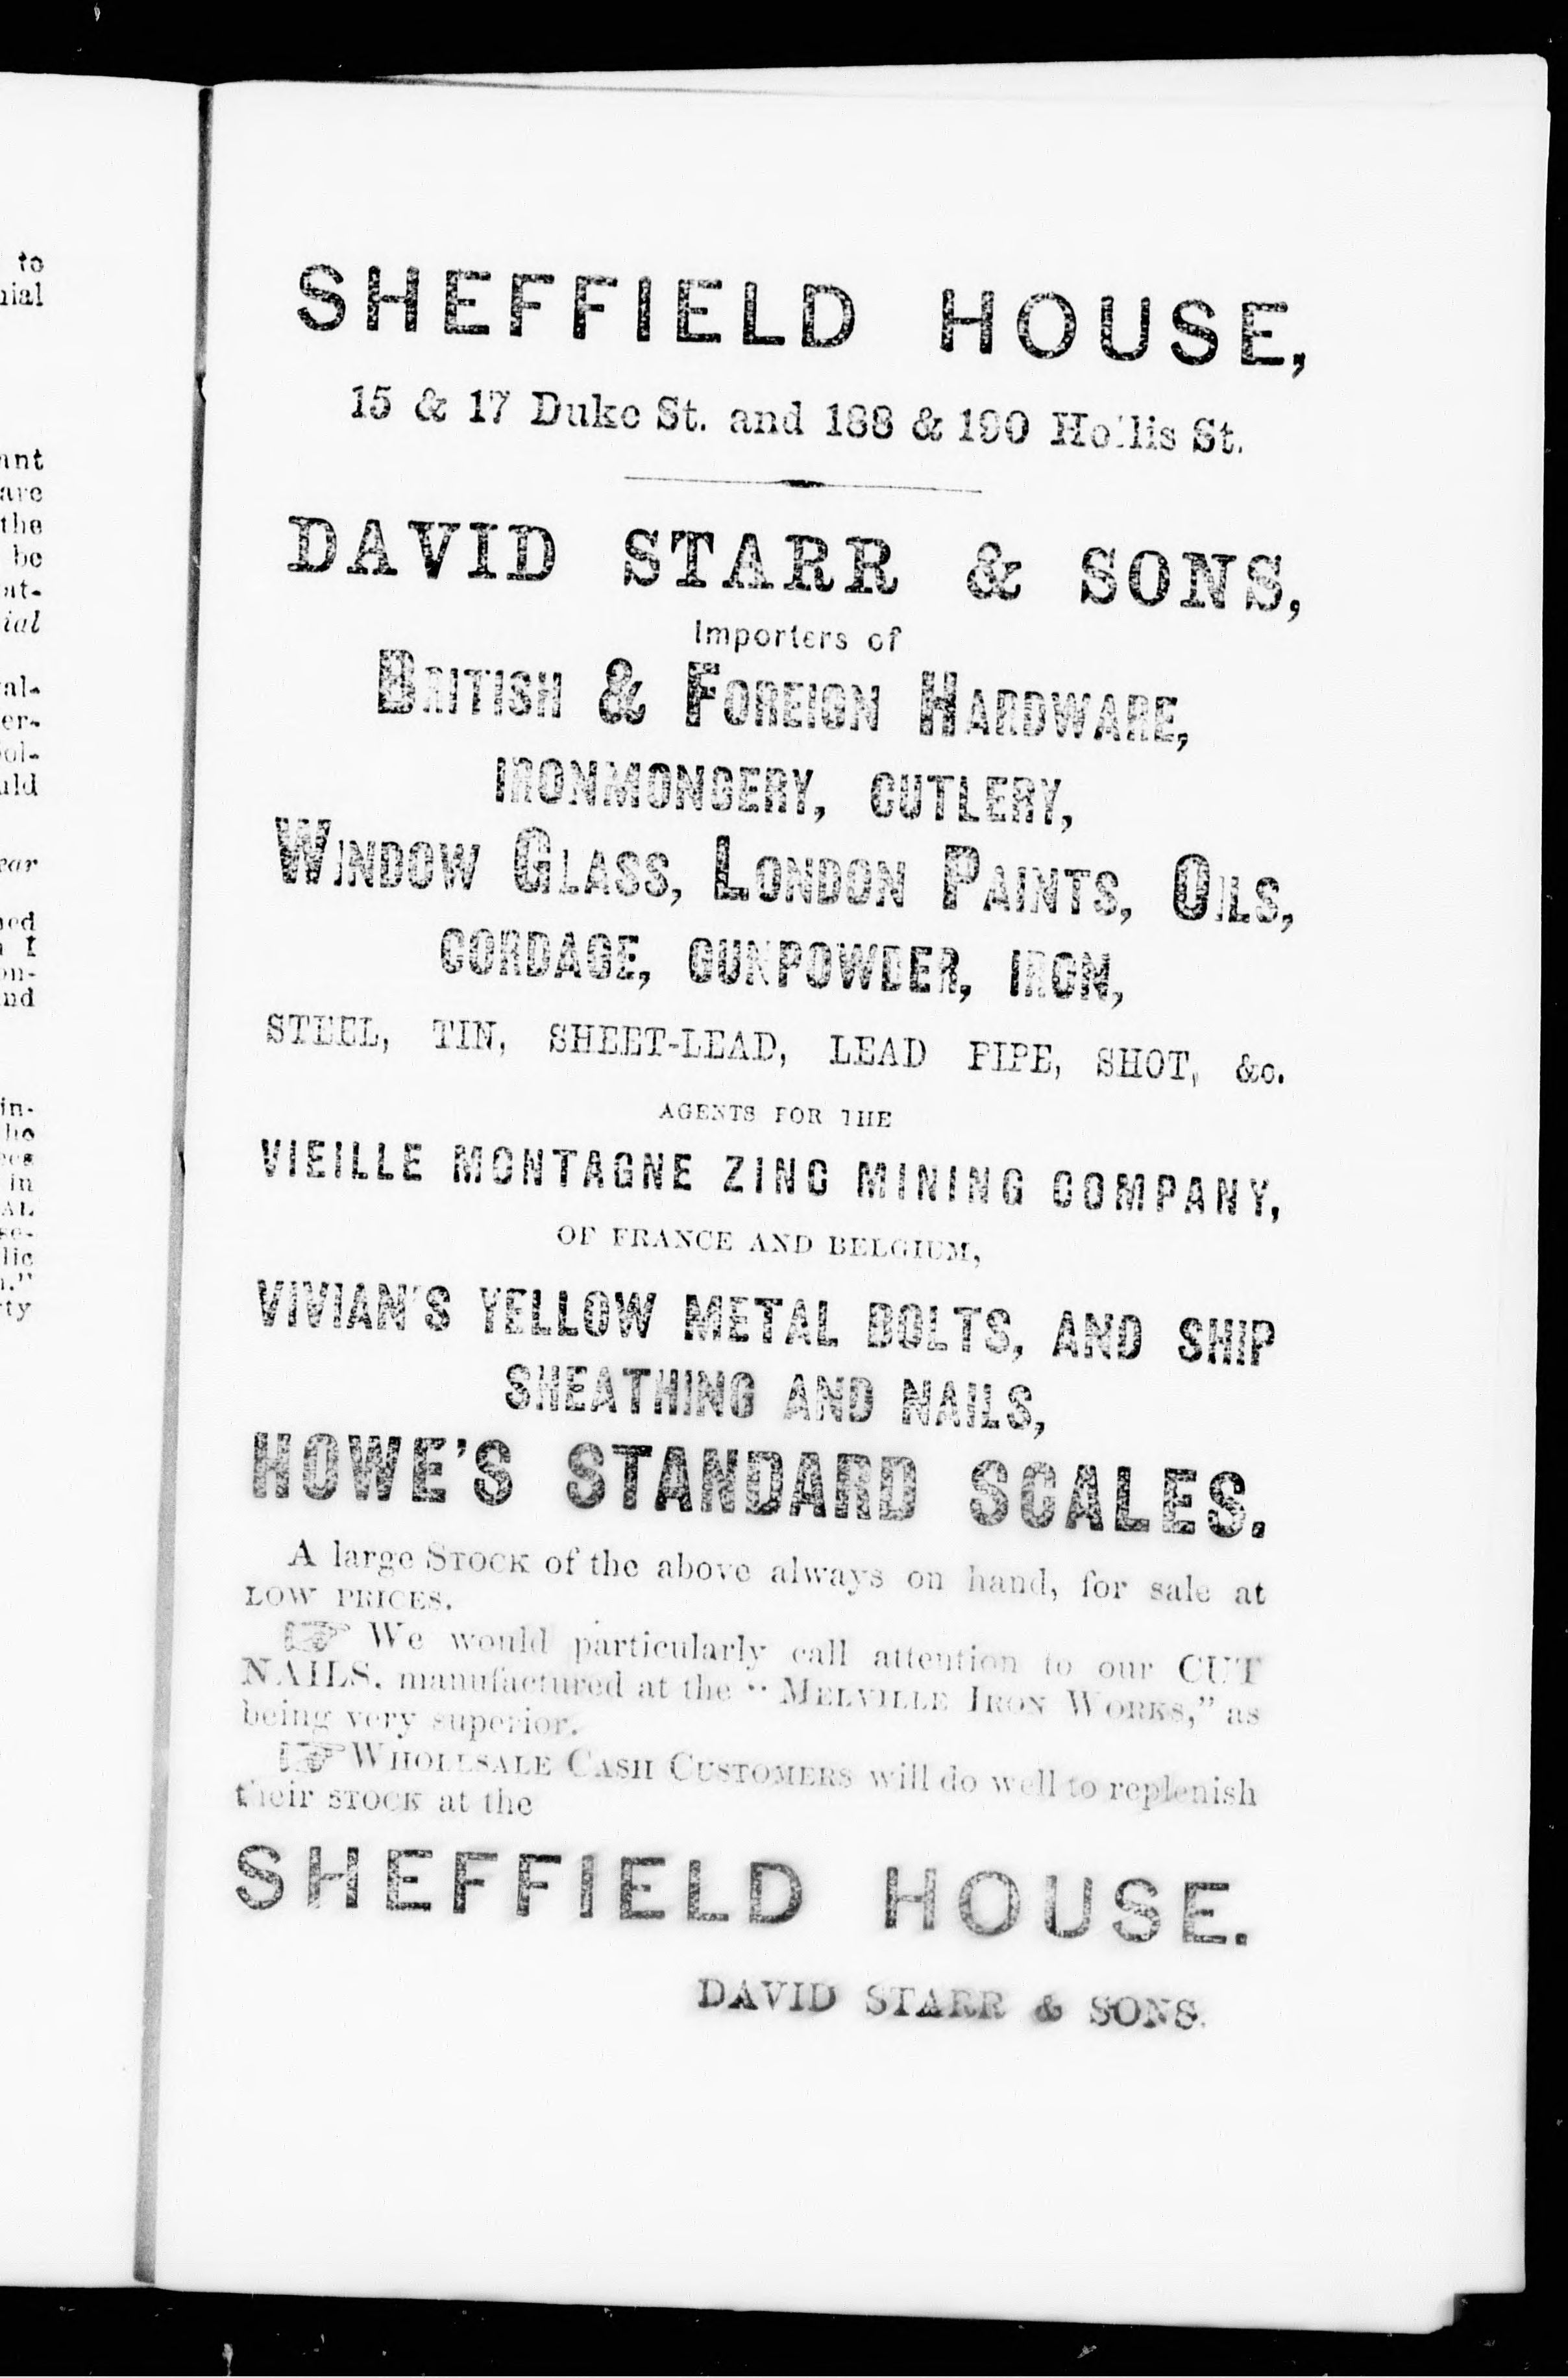 SHEFFIELD HOUSE,
15 & 17 Duke St. and 188 & 190 Hollis St.
DAVID STARR & SONS,
Importers of
BRITISH & FOREIGN HARDWARE,
IRONMONGERY, CUTLERY,
WINDOW GLASS, LONDON PAINTS, OILS,
CORDAGE, GUNPOWDER, IRON,
STEEL, TIN, SHEET-LEAD, LEAD PIPE, SHOT, &c.
AGENTS FOR THE
VIEILLE MONTAGNE ZINC MINING COMPANY,
OF FRANCE AND BELGIUM,
VIVIAN'S YELLOW METAL BOLTS, AND SHIP
SHEATHING AND NAILS,
HOWE'S STANDARD SCALES.
A large STOCK of the above always on hand, for sale at
LOW PRICES.
☞ We would particularly call attention to our CUT
NAILS, manufactured at the "MELVILLE IRON WORKS," as
being very superior.
☞ WHOLESALE CASH CUSTOMERS will do well to replenish
their STOCK at the
SHEFFIELD HOUSE.
DAVID STARR & SONS.